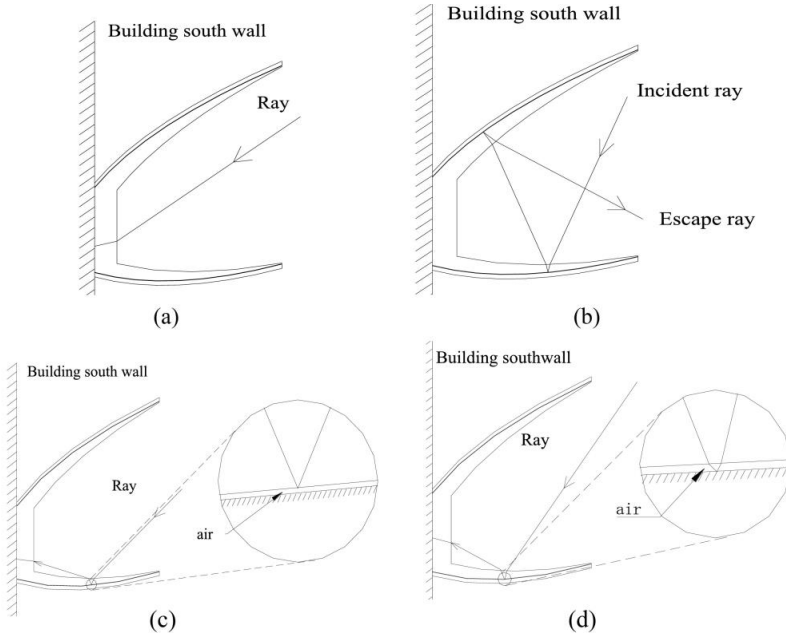 Building south wall
Ray
(a)
Building south wall
Incident ray
Escape ray
(b)
Building south wall
Ray
air
(c)
Building southwall
Ray
air
(d)